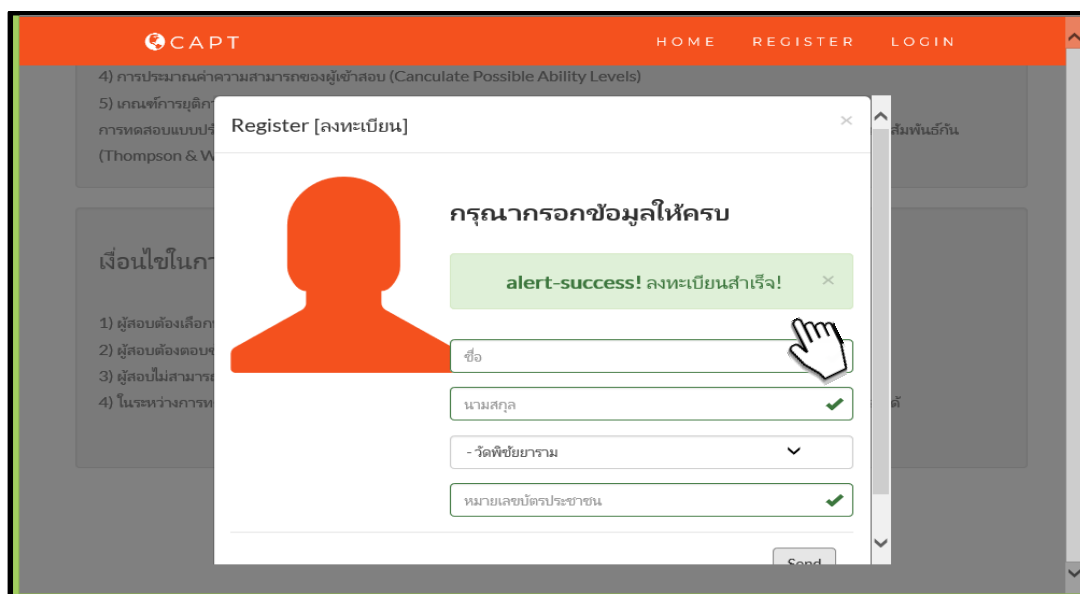 CAPT HOME REGISTER LOGIN
4) การประมาณค่าความสามารถของผู้เข้าสอบ (Canculate Possible Ability Levels)
5) เกณฑ์การยุติ
การทดสอบแบบ สัมพันธ์กัน
(Thompson & W
Register [ลงทะเบียน] ×
กรุณากรอกข้อมูลให้ครบ
alert-success! ลงทะเบียนสำเร็จ! ×
เงื่อนไขใน
1) ผู้สอบต้องเลือก
2) ผู้สอบต้องตอบ
3) ผู้สอบไม่สามารถ
4) ในระหว่างการ
ชื่อ
นามสกุล
- วัดพิชัยยาราม
หมายเลขบัตรประชาชน
Send